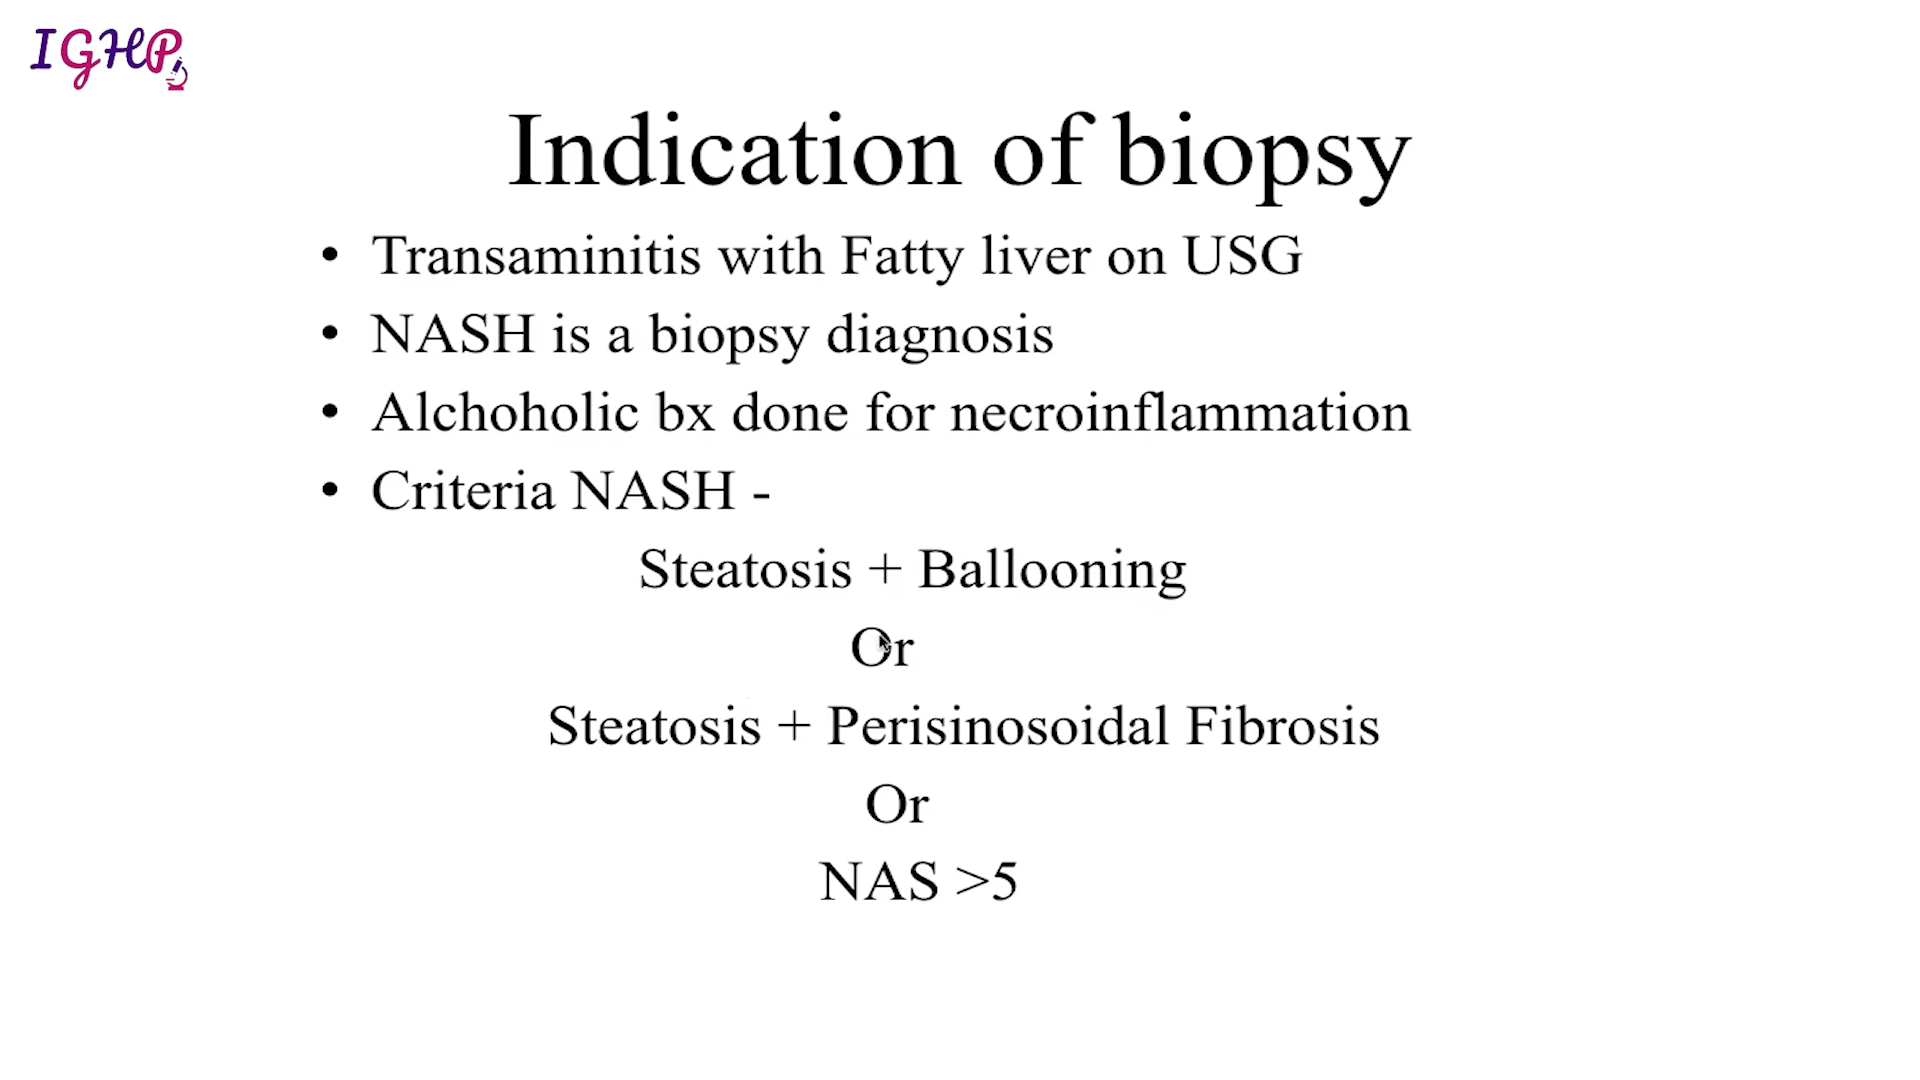 IGHP
Indication of biopsy
• Transaminitis with Fatty liver on USG
• NASH is a biopsy diagnosis
• Alchoholic bx done for necroinflammation
• Criteria NASH -
Steatosis + Ballooning
Or
Steatosis + Perisinosoidal Fibrosis
Or
NAS >5